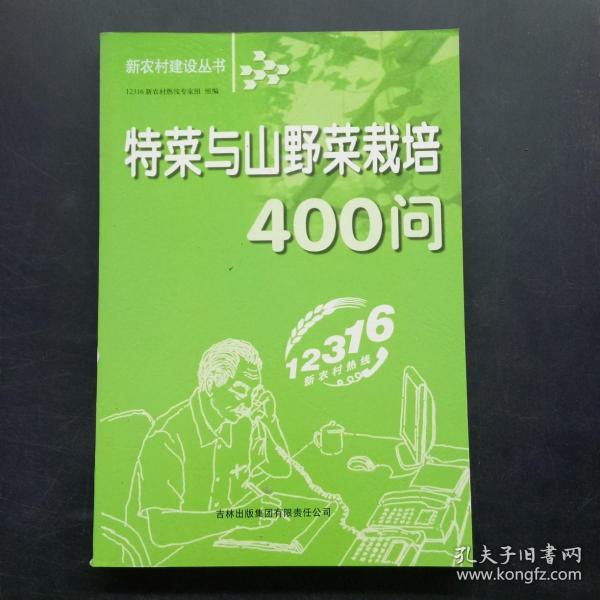 新农村建设丛书
12316新农村热线专家组 组编
特菜与山野菜栽培
400问
12316
新农村热线
吉林出版集团有限责任公司
孔夫子旧书网
www.kongfz.com